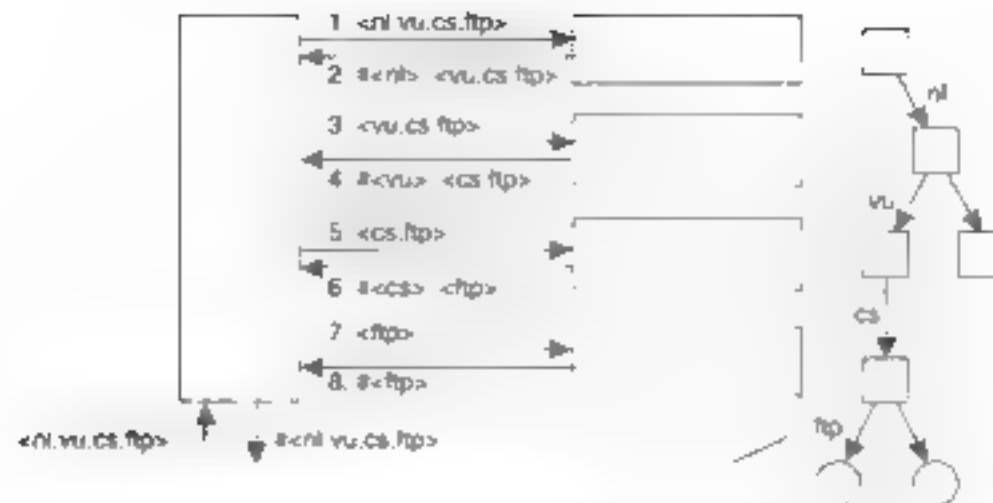 1 <nl.vu.cs.ftp>
2 #<nl> <vu.cs.ftp>
3 <vu.cs.ftp>
4 #<vu> <cs.ftp>
5 <cs.ftp>
6 #<cs> <ftp>
7 <ftp>
8. #<ftp>
<nl.vu.cs.ftp>
#<nl.vu.cs.ftp>
nl
vu
cs
ftp